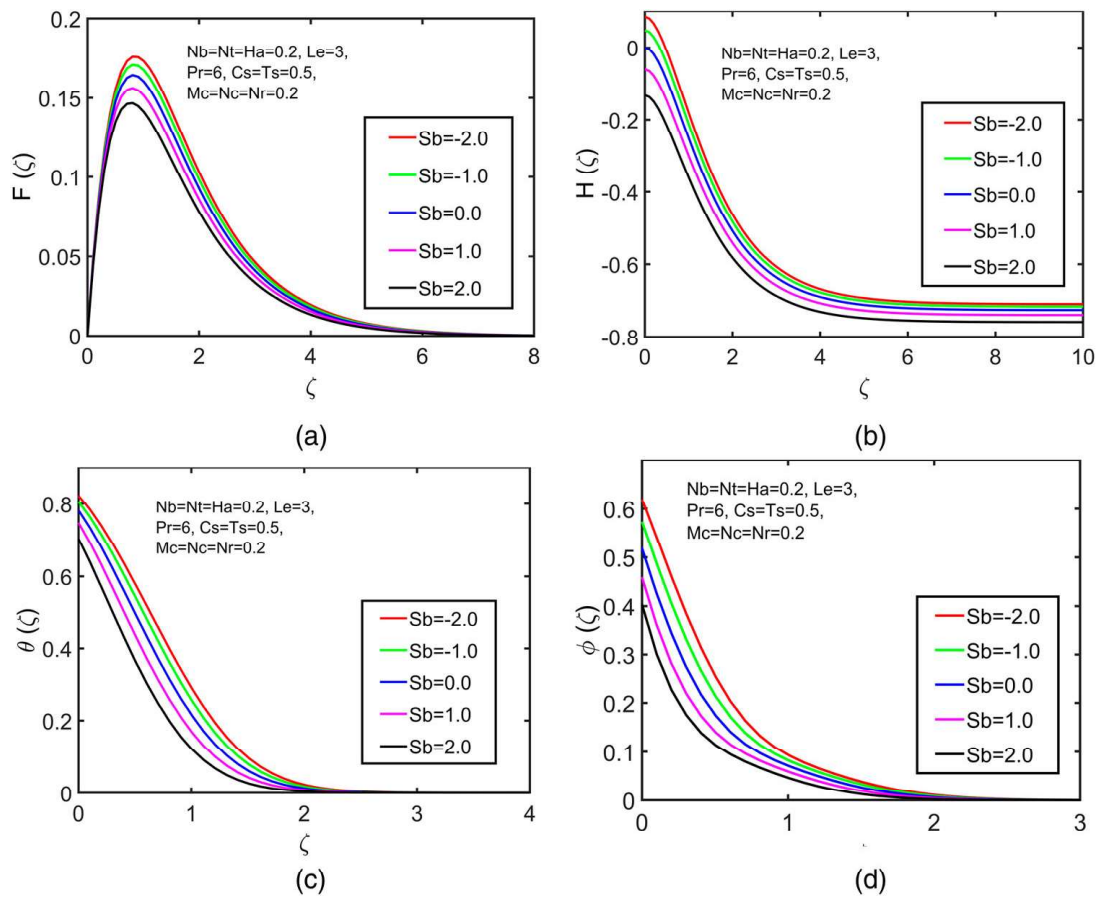 0.2
0.15
0.1
0.05
0
F (ζ)
Nb=Nt=Ha=0.2, Le=3,
Pr=6, Cs=Ts=0.5,
Mc=Nc=Nr=0.2
Sb=-2.0
Sb=-1.0
Sb=0.0
Sb=1.0
Sb=2.0
0 2 4 6 8
ζ
(a)
0
-0.2
-0.4
-0.6
-0.8
H (ζ)
Nb=Nt=Ha=0.2, Le=3,
Pr=6, Cs=Ts=0.5,
Mc=Nc=Nr=0.2
Sb=-2.0
Sb=-1.0
Sb=0.0
Sb=1.0
Sb=2.0
0 2 4 6 8 10
ζ
(b)
0.8
0.6
0.4
0.2
0
θ (ζ)
Nb=Nt=Ha=0.2, Le=3,
Pr=6, Cs=Ts=0.5,
Mc=Nc=Nr=0.2
Sb=-2.0
Sb=-1.0
Sb=0.0
Sb=1.0
Sb=2.0
0 1 2 3 4
ζ
(c)
0.6
0.5
0.4
0.3
0.2
0.1
0
ϕ (ζ)
Nb=Nt=Ha=0.2, Le=3,
Pr=6, Cs=Ts=0.5,
Mc=Nc=Nr=0.2
Sb=-2.0
Sb=-1.0
Sb=0.0
Sb=1.0
Sb=2.0
0 1 2 3
(d)